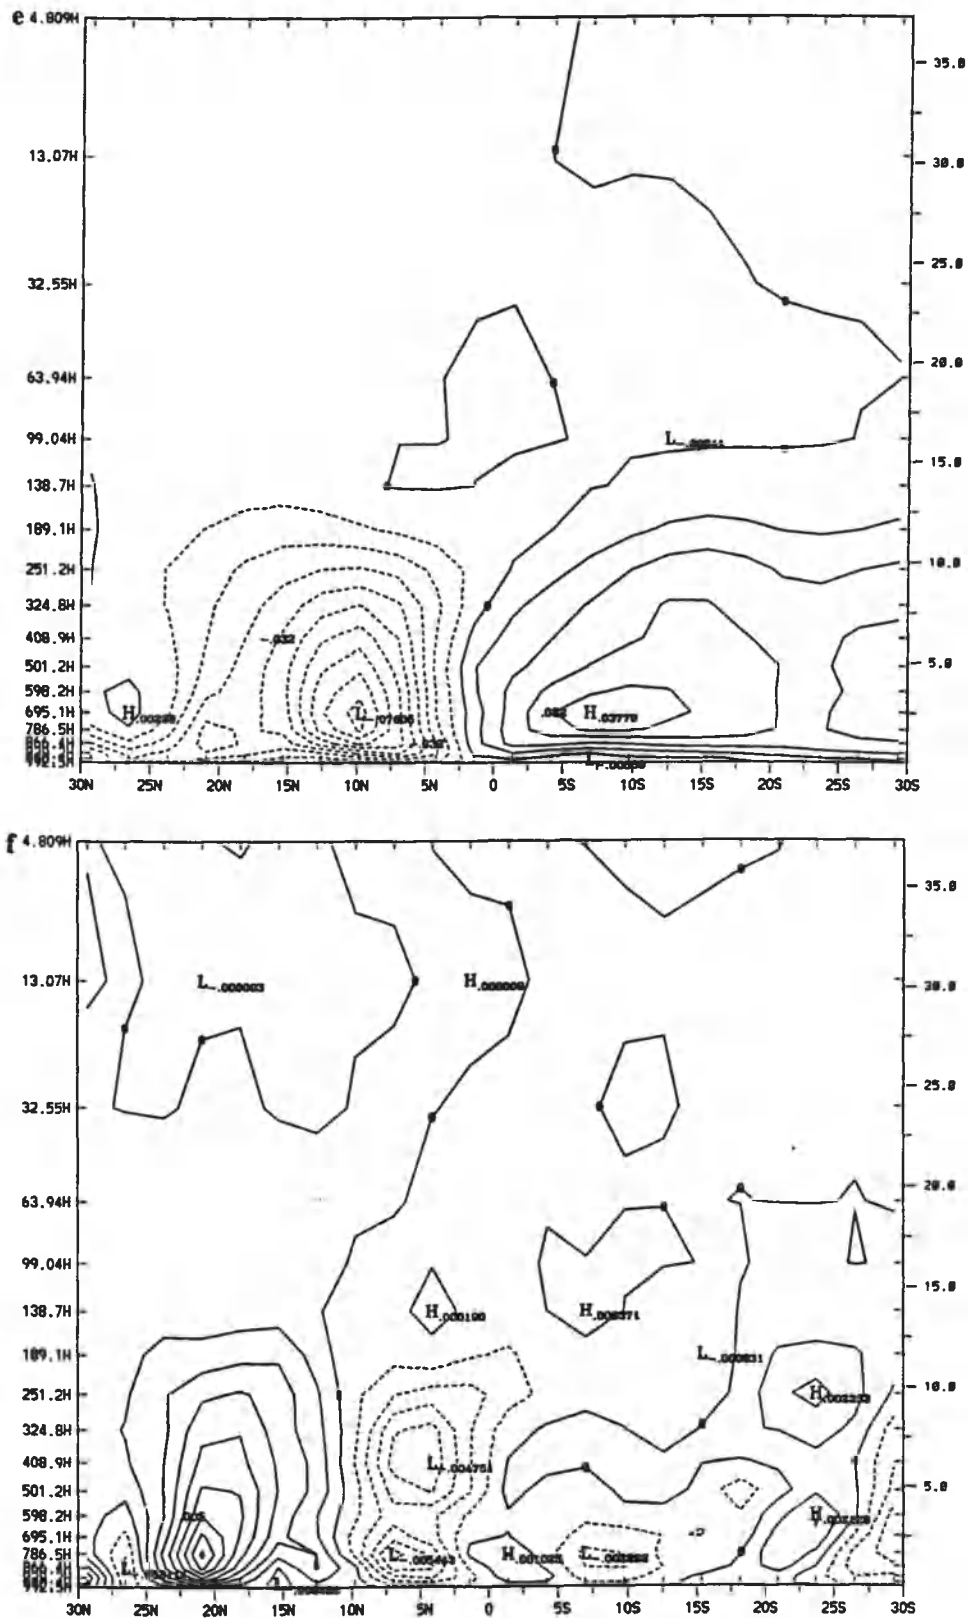 e 4.809H
35.0
13.07H
30.0
25.0
32.55H
20.0
63.94H
99.04H
15.0
138.7H
189.1H
251.2H
10.0
324.8H
408.9H
-.032
501.2H
5.0
598.2H
695.1H
H
L
H .03779
786.5H
L
30N 25N 20N 15N 10N 5N 0 5S 10S 15S 20S 25S 30S
f 4.809H
35.0
13.07H
L -.000003
H
30.0
25.0
32.55H
20.0
63.94H
99.04H
15.0
138.7H
H .000190
H .000371
189.1H
L -.000031
251.2H
H
10.0
324.8H
408.9H
L
501.2H
5.0
598.2H
.005
H
695.1H
786.5H
L
H
L
L
30N 25N 20N 15N 10N 5N 0 5S 10S 15S 20S 25S 30S